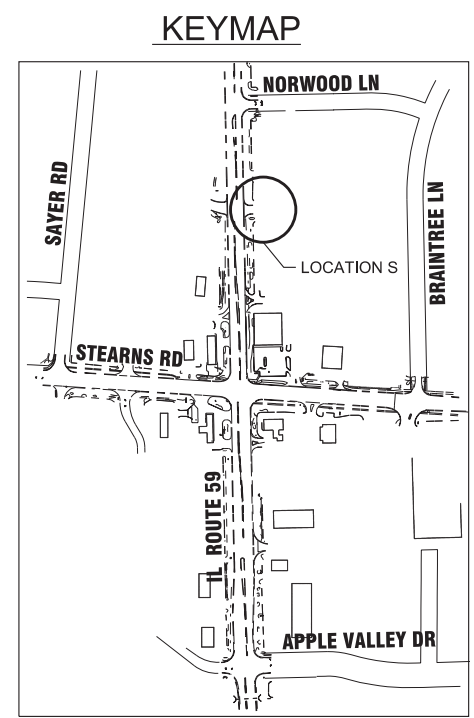 KEYMAP
NORWOOD LN
SAYER RD
BRAINTREE LN
LOCATION S
STEARNS RD
IL ROUTE 59
APPLE VALLEY DR